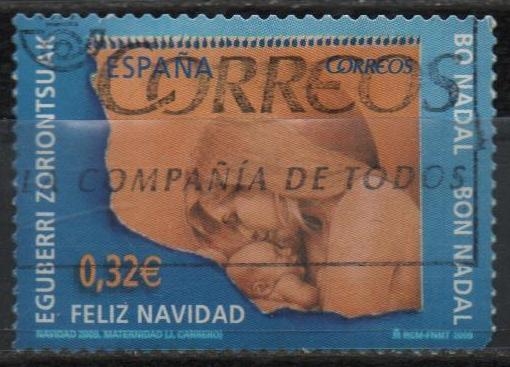 ESPAÑA
CORREOS
CORREOS
COMPAÑÍA DE TODOS
EGUBERRI ZORIONTSUAK
BO NADAL BON NADAL
0,32€
FELIZ NAVIDAD
NAVIDAD 2009. MATERNIDAD (J. CARRERO)
RCM-FNMT 2009